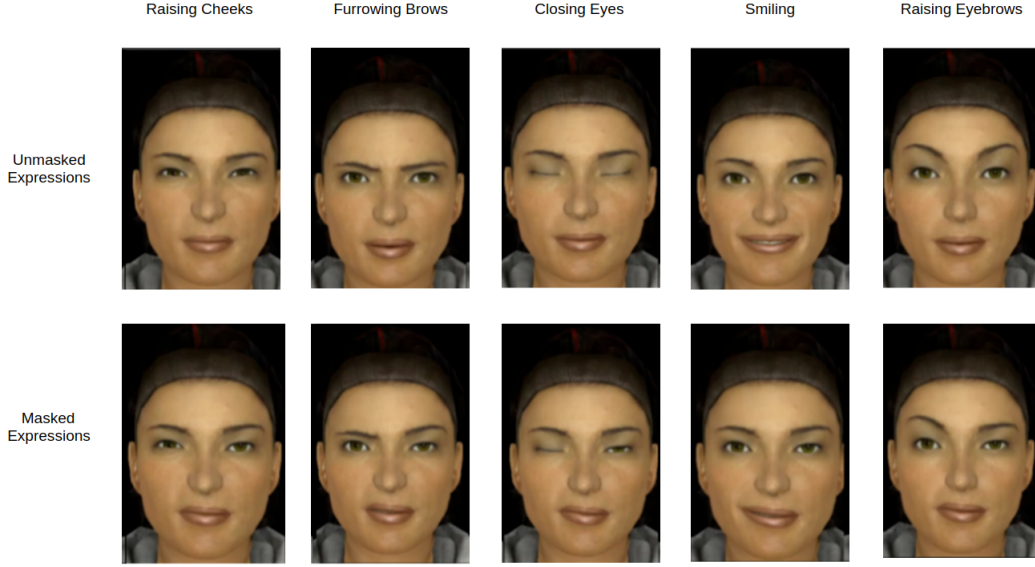 Raising Cheeks
Furrowing Brows
Closing Eyes
Smiling
Raising Eyebrows
Unmasked
Expressions
Masked
Expressions